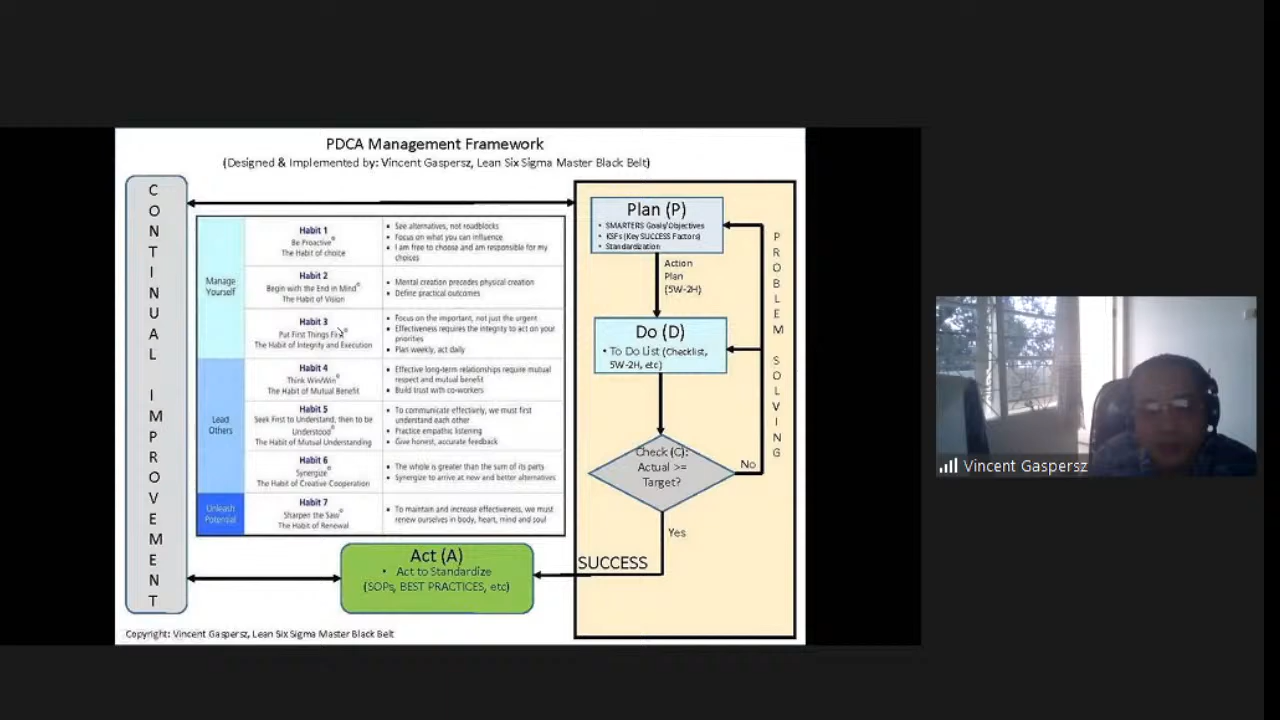 PDCA Management Framework
(Designed & Implemented by: Vincent Gaspersz, Lean Six Sigma Master Black Belt)
CONTINUAL IMPROVEMENT
Manage
Yourself
Habit 1
Be Proactive®
The Habit of choice
• See alternatives, not roadblocks
• Focus on what you can influence
• I am free to choose and am responsible for my
choices
Habit 2
Begin with the End in Mind®
The Habit of Vision
• Mental creation precedes physical creation
• Define practical outcomes
Habit 3
Put First Things First®
The Habit of Integrity and Execution
• Focus on the important, not just the urgent
• Effectiveness requires the integrity to act on your
priorities
• Plan weekly, act daily
Lead
Others
Habit 4
Think Win/Win®
The Habit of Mutual Benefit
• Effective long-term relationships require mutual
respect and mutual benefit
• Build trust with co-workers
Habit 5
Seek First to Understand, then to be
Understood®
The Habit of Mutual Understanding
• To communicate effectively, we must first
understand each other
• Practice empathic listening
• Give honest, accurate feedback
Habit 6
Synergize®
The Habit of Creative Cooperation
• The whole is greater than the sum of its parts
• Synergize to arrive at new and better alternatives
Unleash
Potential
Habit 7
Sharpen the Saw®
The Habit of Renewal
• To maintain and increase effectiveness, we must
renew ourselves in body, heart, mind and soul
Plan (P)
• SMARTERS Goals/Objectives
• KSFs (Key SUCCESS Factors)
• Standardization
Action
Plan
(5W-2H)
Do (D)
• To Do List (Checklist,
5W-2H, etc)
Check (C):
Actual >=
Target?
No
Yes
PROBLEM SOLVING
SUCCESS
Act (A)
• Act to Standardize
(SOPs, BEST PRACTICES, etc)
Copyright: Vincent Gaspersz, Lean Six Sigma Master Black Belt
Vincent Gaspersz